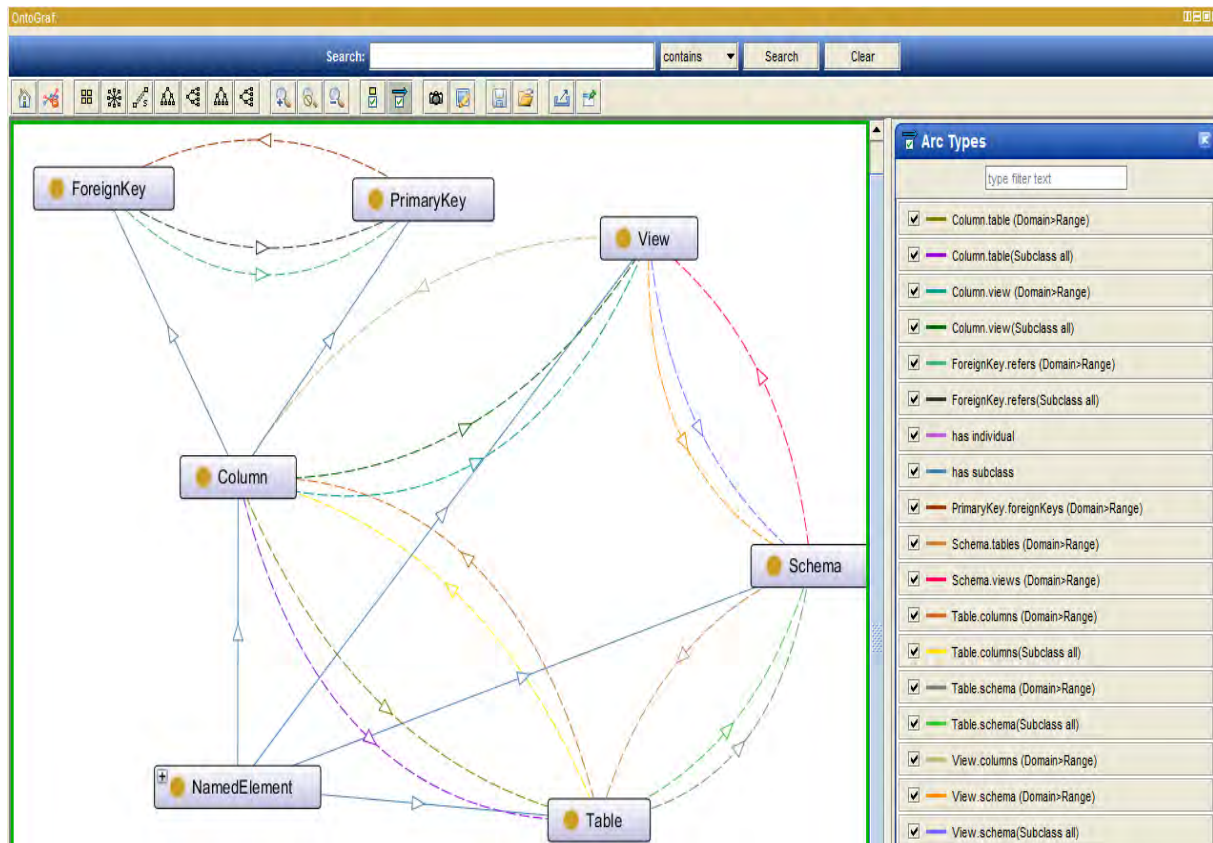 OntoGraf
Search:
contains
Search
Clear
ForeignKey
PrimaryKey
View
Column
Schema
NamedElement
Table
Arc Types
type filter text
Column.table (Domain>Range)
Column.table(Subclass all)
Column.view (Domain>Range)
Column.view(Subclass all)
ForeignKey.refers (Domain>Range)
ForeignKey.refers(Subclass all)
has individual
has subclass
PrimaryKey.foreignKeys (Domain>Range)
Schema.tables (Domain>Range)
Schema.views (Domain>Range)
Table.columns (Domain>Range)
Table.columns(Subclass all)
Table.schema (Domain>Range)
Table.schema(Subclass all)
View.columns (Domain>Range)
View.schema (Domain>Range)
View.schema(Subclass all)